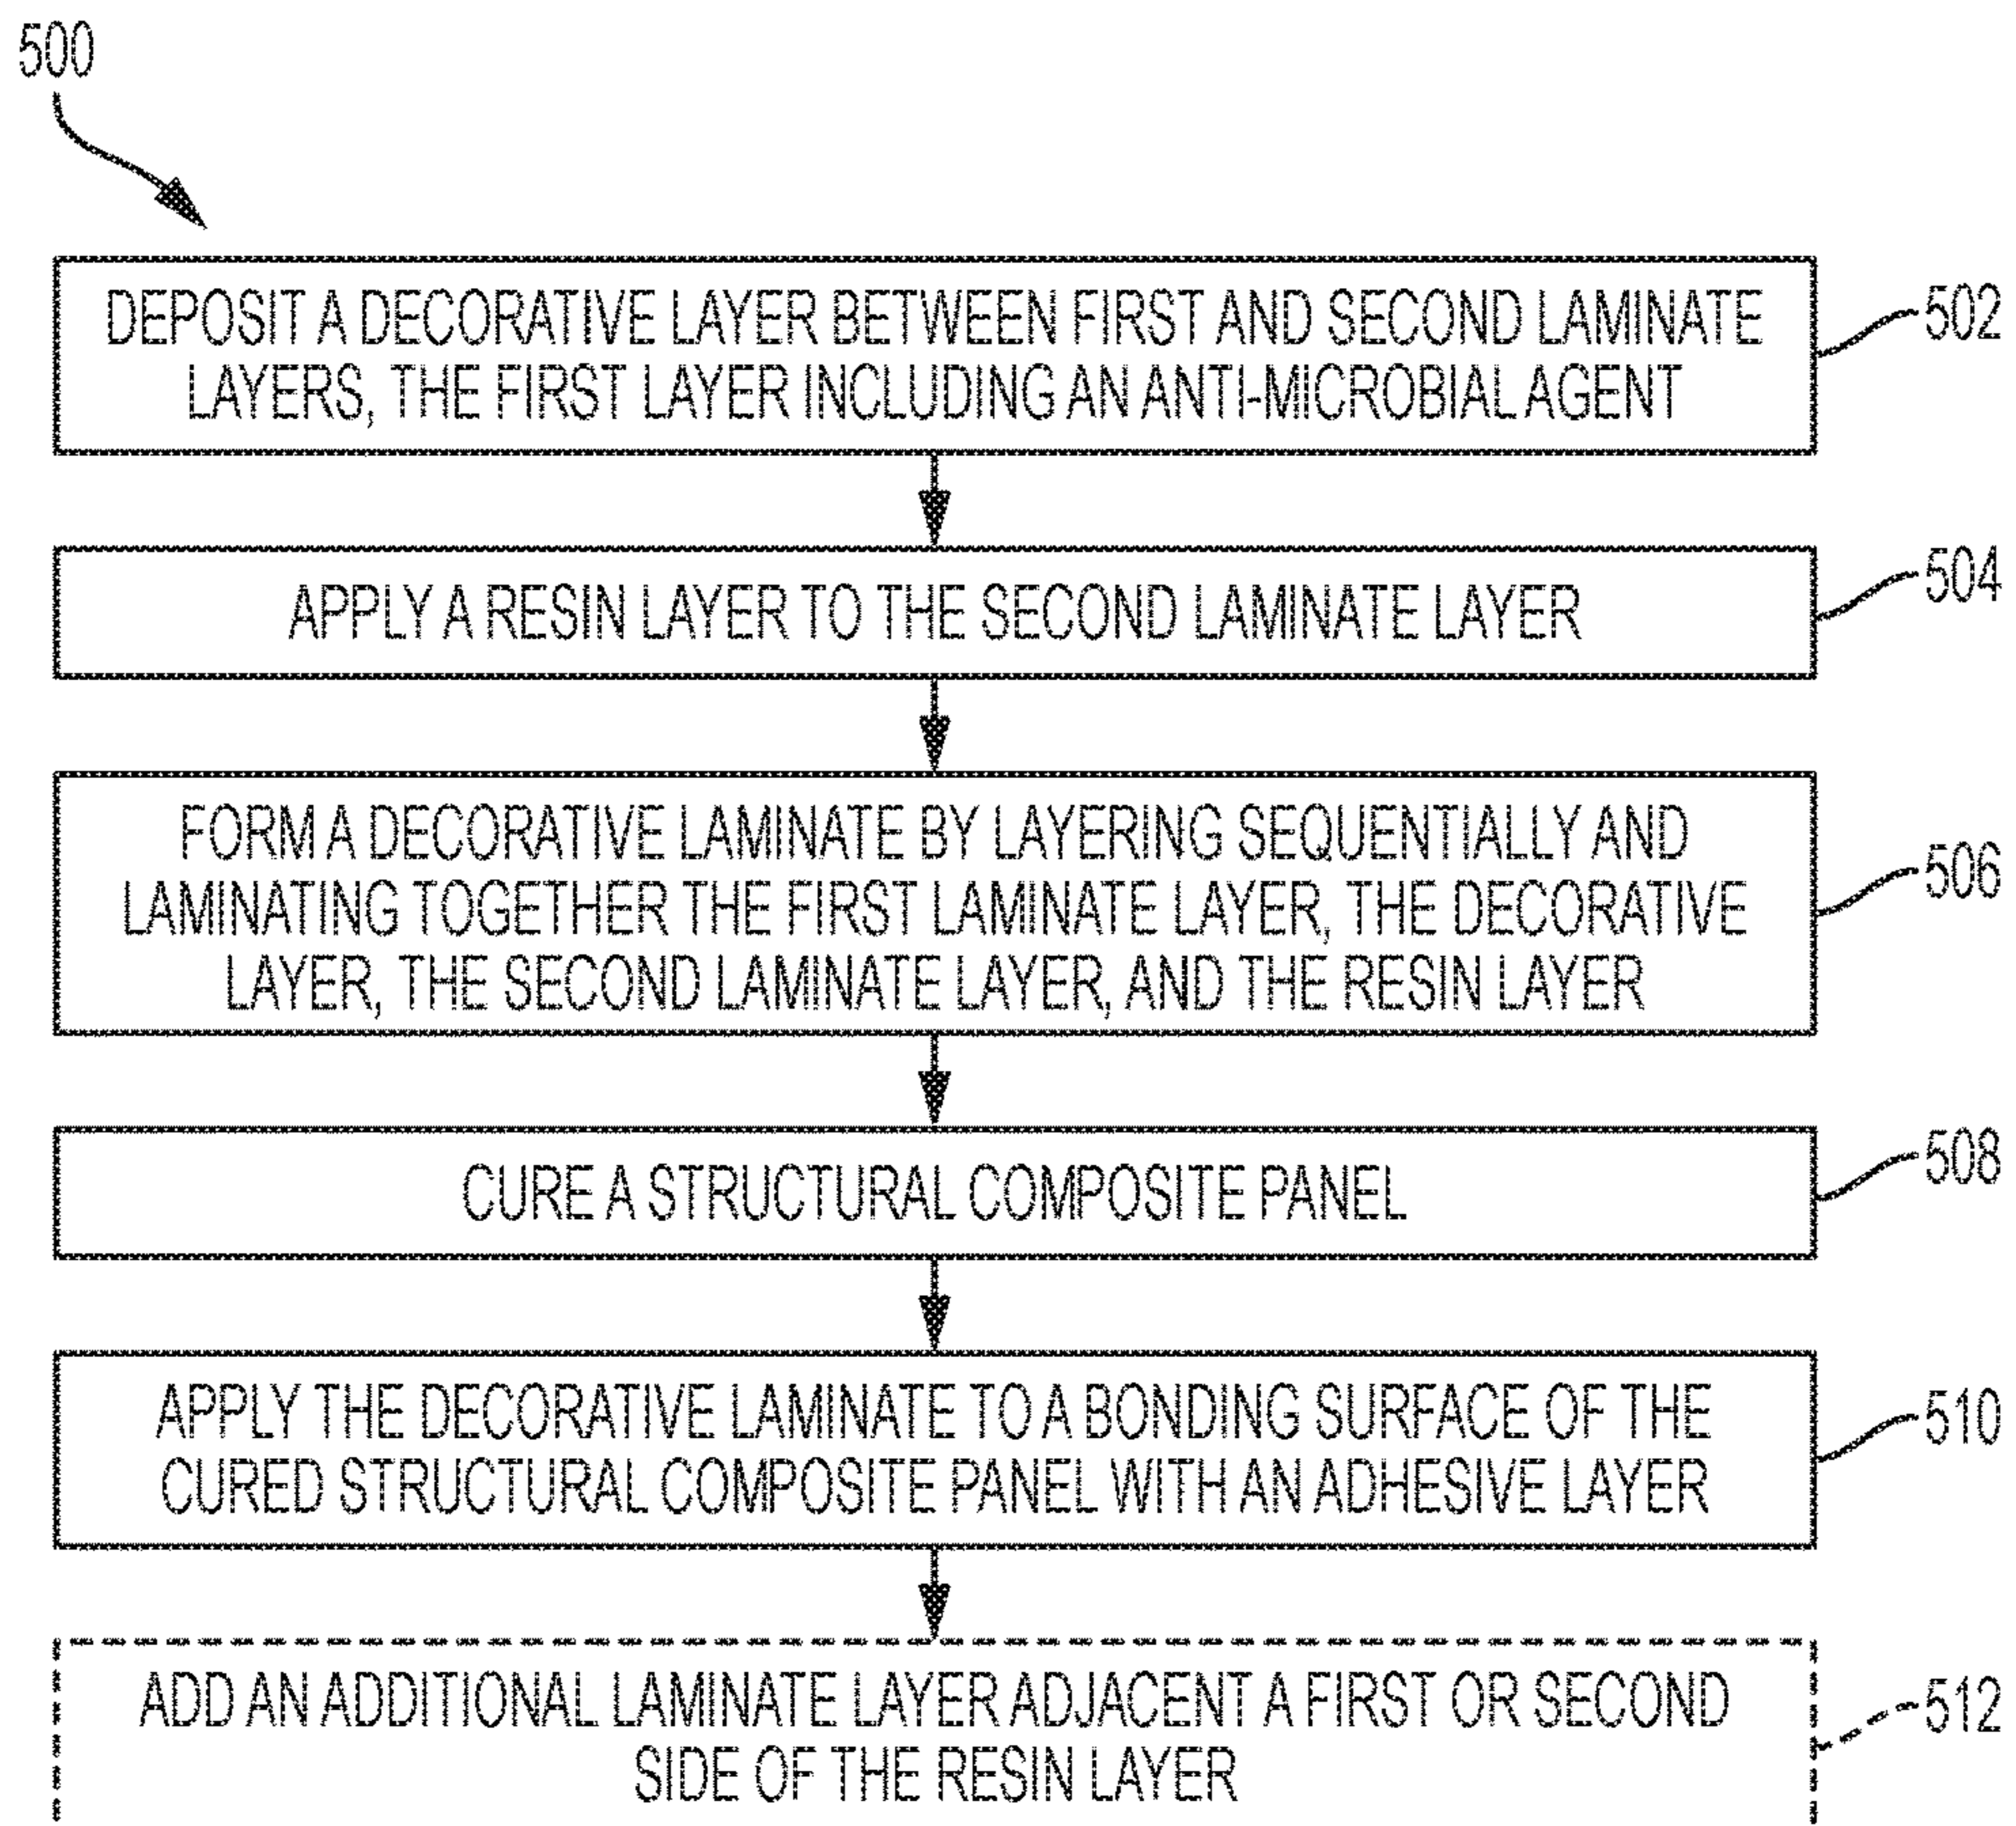 500
DEPOSIT A DECORATIVE LAYER BETWEEN FIRST AND SECOND LAMINATE
LAYERS, THE FIRST LAYER INCLUDING AN ANTI-MICROBIAL AGENT
502
APPLY A RESIN LAYER TO THE SECOND LAMINATE LAYER
504
FORM A DECORATIVE LAMINATE BY LAYERING SEQUENTIALLY AND
LAMINATING TOGETHER THE FIRST LAMINATE LAYER, THE DECORATIVE
LAYER, THE SECOND LAMINATE LAYER, AND THE RESIN LAYER
506
CURE A STRUCTURAL COMPOSITE PANEL
508
APPLY THE DECORATIVE LAMINATE TO A BONDING SURFACE OF THE
CURED STRUCTURAL COMPOSITE PANEL WITH AN ADHESIVE LAYER
510
ADD AN ADDITIONAL LAMINATE LAYER ADJACENT A FIRST OR SECOND
SIDE OF THE RESIN LAYER
512